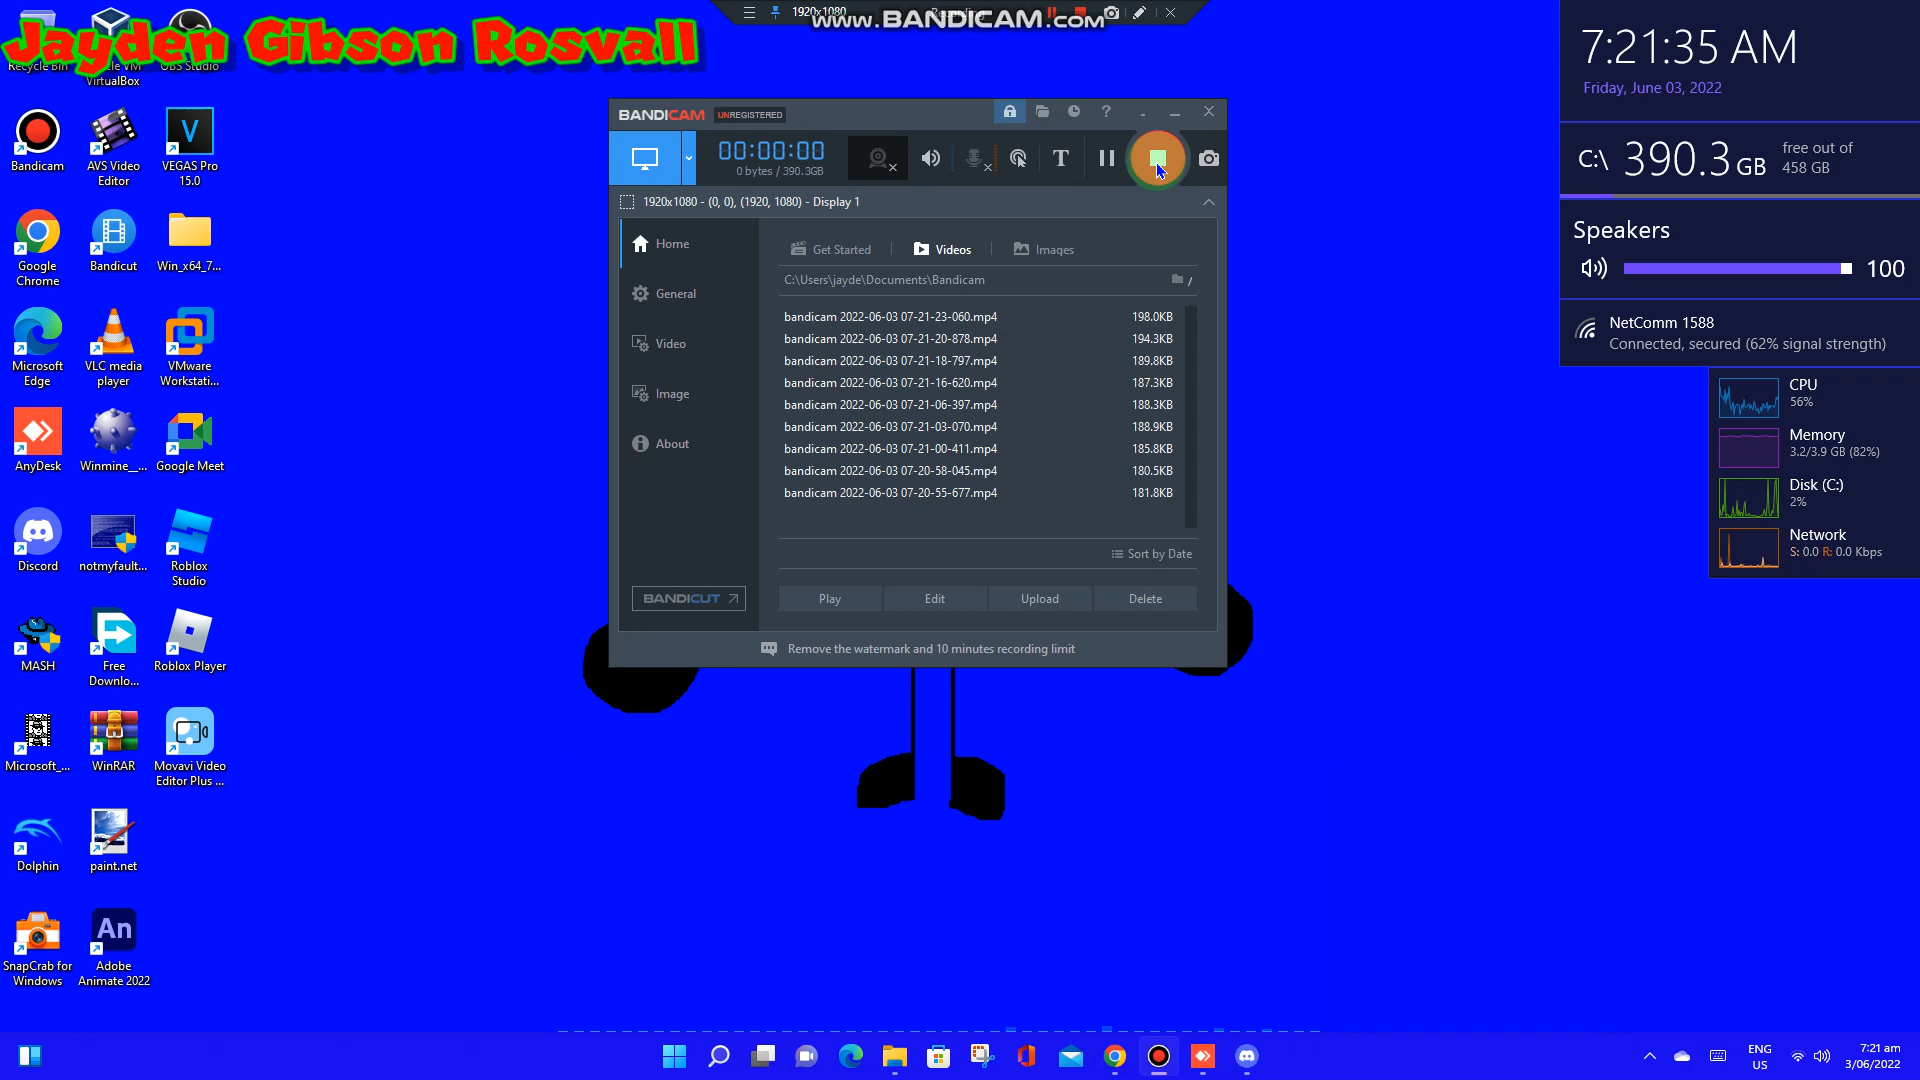 Jayden Gibson Rosvall
1920x1080
www.BANDICAM.com
Recycle Bin
VirtualBox
OBS Studio
Bandicam
AVS Video
Editor
VEGAS Pro
15.0
Google
Chrome
Bandicut
Win_x64_7...
Microsoft
Edge
VLC media
player
VMware
Workstati...
AnyDesk
Winmine__...
Google Meet
Discord
notmyfault...
Roblox
Studio
MASH
Free
Downlo...
Roblox Player
Microsoft_...
WinRAR
Movavi Video
Editor Plus ...
Dolphin
paint.net
An
SnapCrab for
Windows
Adobe
Animate 2022
BANDICAM UNREGISTERED
00:00:00
0 bytes / 390.3GB
T
1920x1080 - (0, 0), (1920, 1080) - Display 1
Home
General
Video
Image
About
BANDICUT
Get Started
Videos
Images
C:\Users\jayde\Documents\Bandicam
/
bandicam 2022-06-03 07-21-23-060.mp4 198.0KB
bandicam 2022-06-03 07-21-20-878.mp4 194.3KB
bandicam 2022-06-03 07-21-18-797.mp4 189.8KB
bandicam 2022-06-03 07-21-16-620.mp4 187.3KB
bandicam 2022-06-03 07-21-06-397.mp4 188.3KB
bandicam 2022-06-03 07-21-03-070.mp4 188.9KB
bandicam 2022-06-03 07-21-00-411.mp4 185.8KB
bandicam 2022-06-03 07-20-58-045.mp4 180.5KB
bandicam 2022-06-03 07-20-55-677.mp4 181.8KB
Sort by Date
Play Edit Upload Delete
Remove the watermark and 10 minutes recording limit
7:21:35 AM
Friday, June 03, 2022
C:\ 390.3 GB
free out of
458 GB
Speakers
100
NetComm 1588
Connected, secured (62% signal strength)
CPU
56%
Memory
3.2/3.9 GB (82%)
Disk (C:)
2%
Network
S: 0.0 R: 0.0 Kbps
ENG
US
7:21 am
3/06/2022